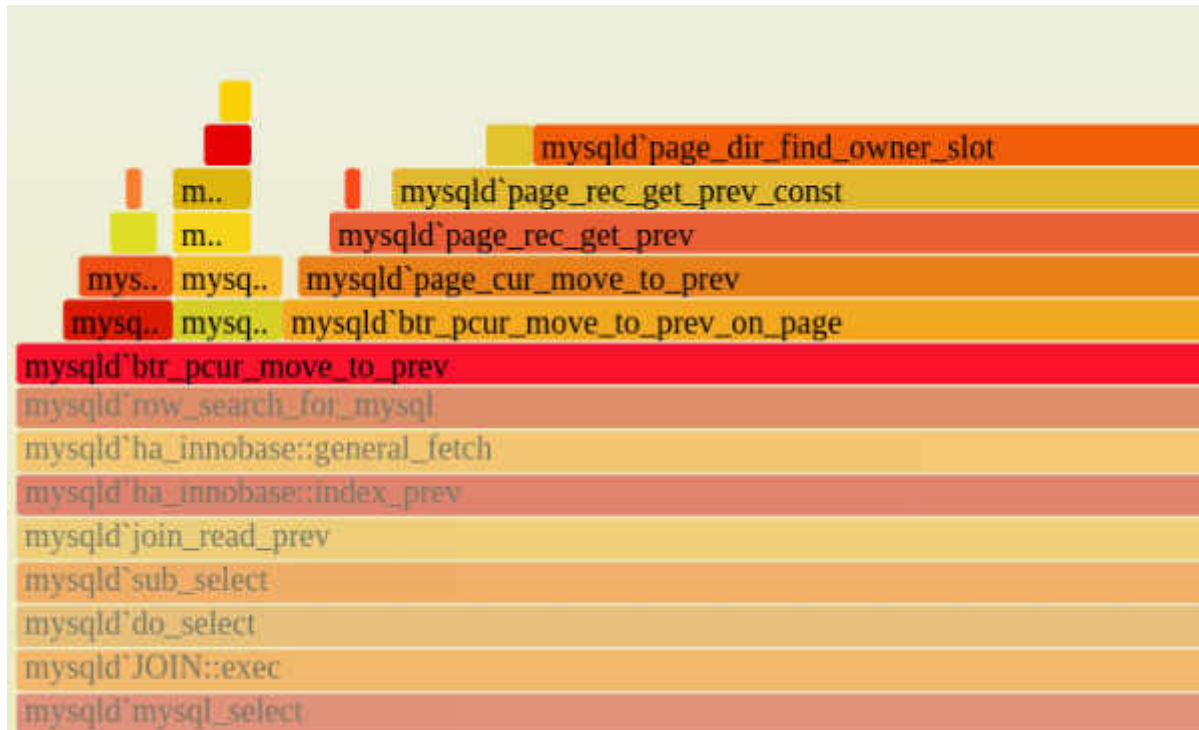 mysqld`page_dir_find_owner_slot
m.. mysqld`page_rec_get_prev_const
m.. mysqld`page_rec_get_prev
mys.. mysq.. mysqld`page_cur_move_to_prev
mysq.. mysq.. mysqld`btr_pcur_move_to_prev_on_page
mysqld`btr_pcur_move_to_prev
mysqld`row_search_for_mysql
mysqld`ha_innobase::general_fetch
mysqld`ha_innobase::index_prev
mysqld`join_read_prev
mysqld`sub_select
mysqld`do_select
mysqld`JOIN::exec
mysqld`mysql_select